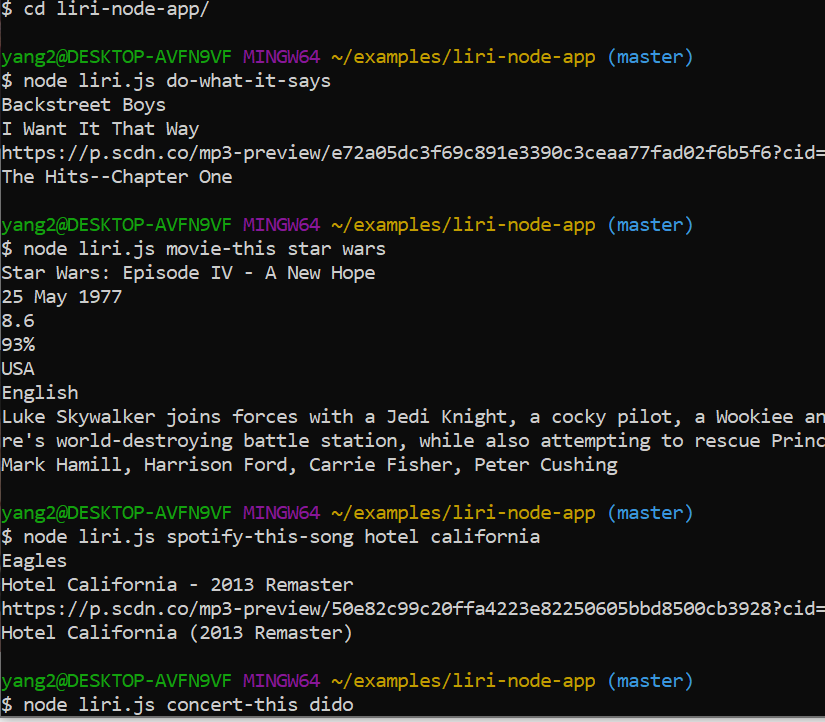 $ cd liri-node-app/
yang2@DESKTOP-AVFN9VF MINGW64 ~/examples/liri-node-app (master)
$ node liri.js do-what-it-says
Backstreet Boys
I Want It That Way
https://p.scdn.co/mp3-preview/e72a05dc3f69c891e3390c3ceaa77fad02f6b5f6?cid=
The Hits--Chapter One
yang2@DESKTOP-AVFN9VF MINGW64 ~/examples/liri-node-app (master)
$ node liri.js movie-this star wars
Star Wars: Episode IV - A New Hope
25 May 1977
8.6
93%
USA
English
Luke Skywalker joins forces with a Jedi Knight, a cocky pilot, a Wookiee an
re's world-destroying battle station, while also attempting to rescue Princ
Mark Hamill, Harrison Ford, Carrie Fisher, Peter Cushing
yang2@DESKTOP-AVFN9VF MINGW64 ~/examples/liri-node-app (master)
$ node liri.js spotify-this-song hotel california
Eagles
Hotel California - 2013 Remaster
https://p.scdn.co/mp3-preview/50e82c99c20ffa4223e82250605bbd8500cb3928?cid=
Hotel California (2013 Remaster)
yang2@DESKTOP-AVFN9VF MINGW64 ~/examples/liri-node-app (master)
$ node liri.js concert-this dido